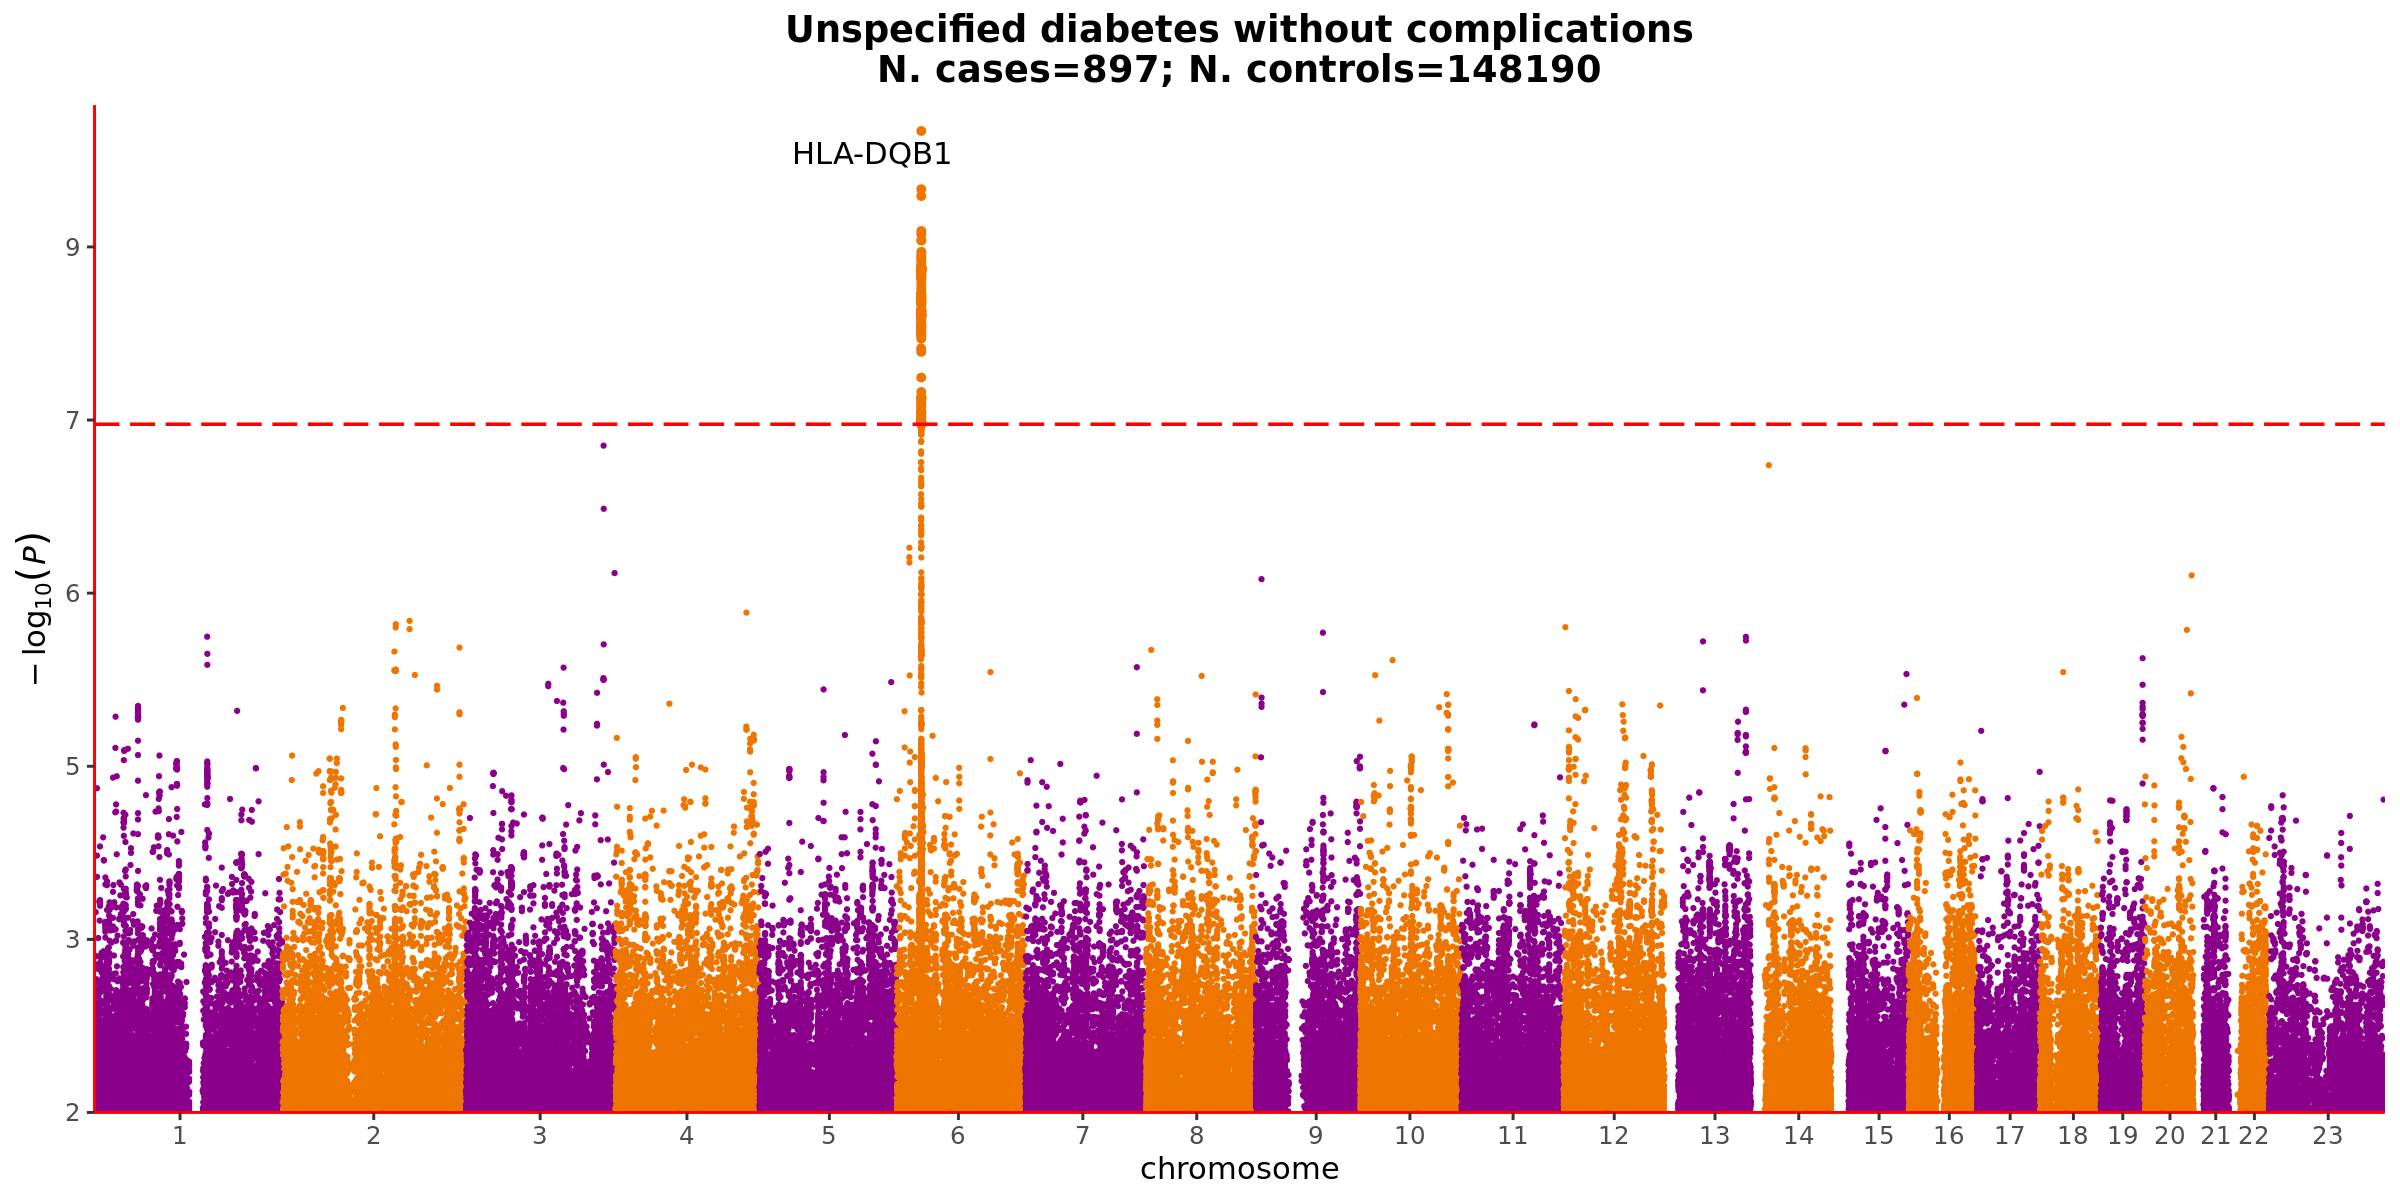 Unspecified diabetes without complications
N. cases=897; N. controls=148190
HLA-DQB1
9
7
6
5
3
2
−log10(P)
1 2 3 4 5 6 7 8 9 10 11 12 13 14 15 16 17 18 19 20 21 22 23
chromosome